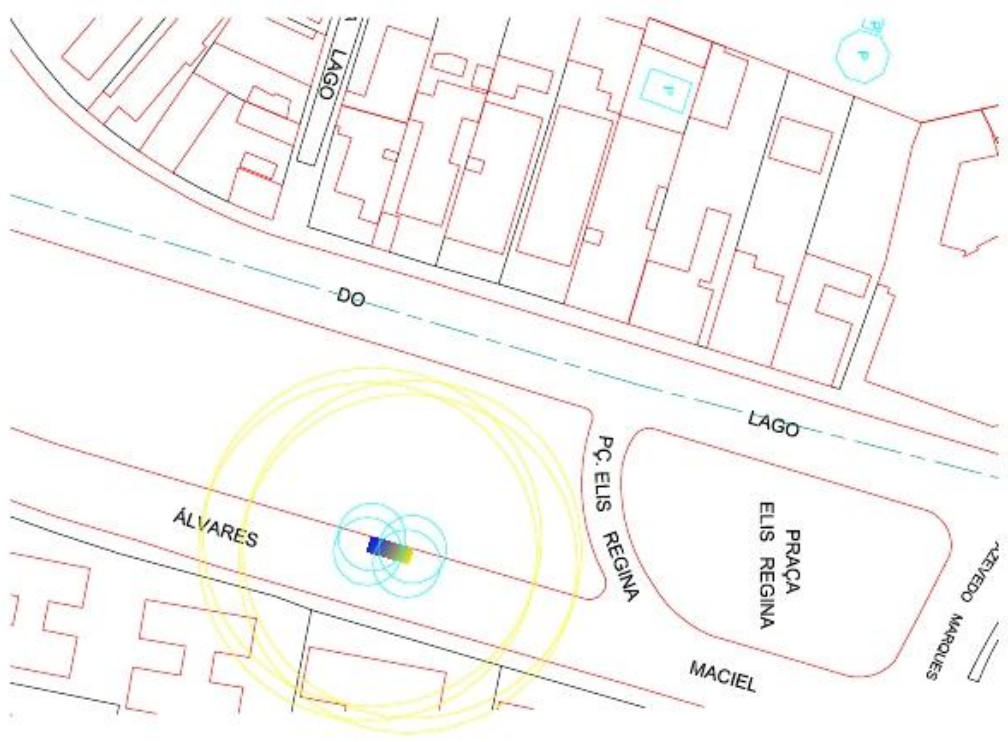 LAGO
P
P
DO
LAGO
PÇ. ELIS REGINA
ÁLVARES
PRAÇA
ELIS REGINA
AZEVEDO MARQUES
MACIEL